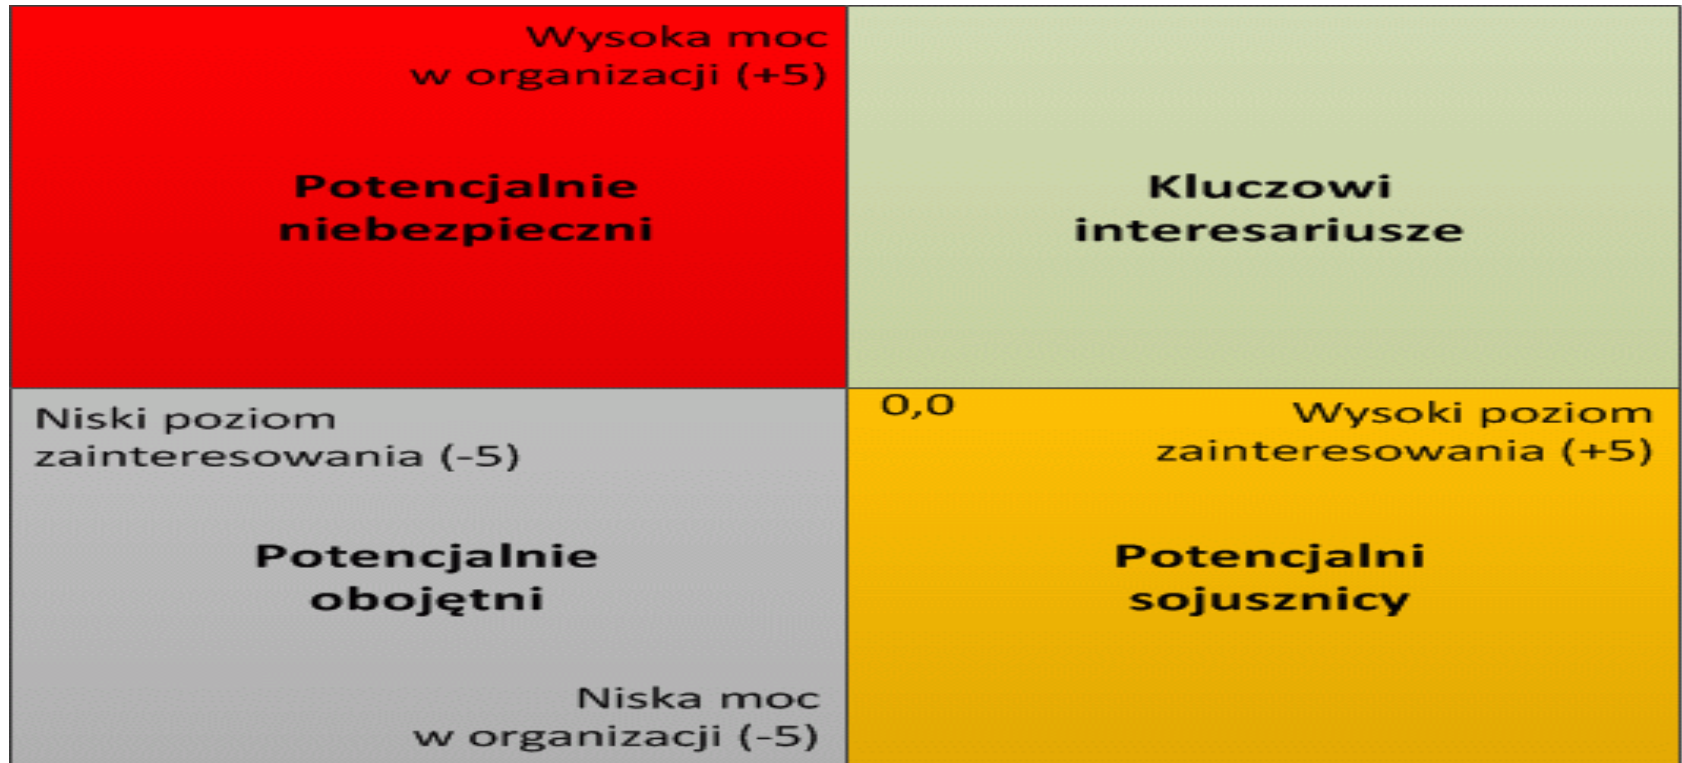 Wysoka moc
w organizacji (+5)
Potencjalnie
niebezpieczni
Kluczowi
interesariusze
Niski poziom
zainteresowania (-5)
0,0
Wysoki poziom
zainteresowania (+5)
Potencjalnie
obojętni
Potencjalni
sojusznicy
Niska moc
w organizacji (-5)